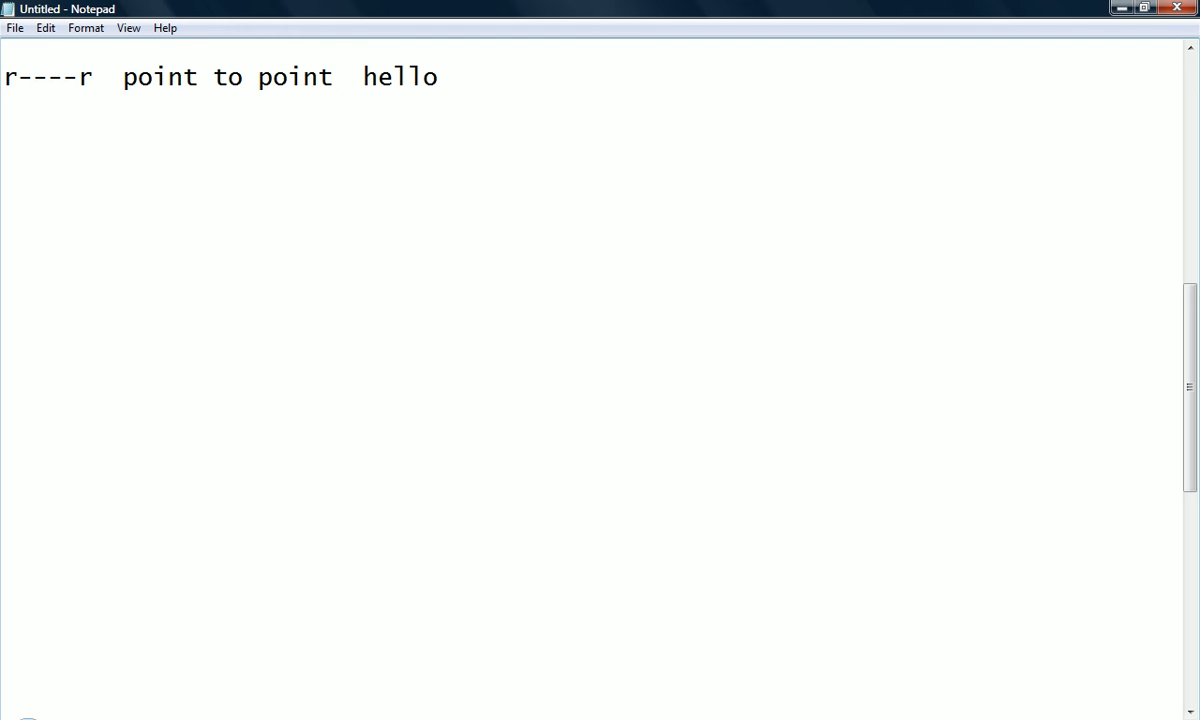 Untitled - Notepad
File Edit Format View Help
r----r  point to point  hello